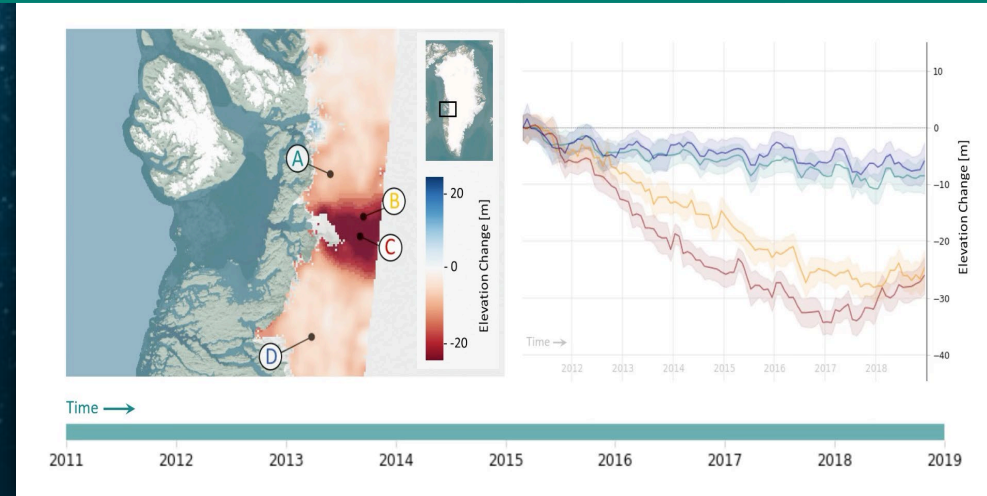 A
B
C
D
20
0
-20
Elevation Change [m]
10
0
−10
−20
−30
−40
Elevation Change [m]
Time →
2012 2013 2014 2015 2016 2017 2018
Time →
2011 2012 2013 2014 2015 2016 2017 2018 2019